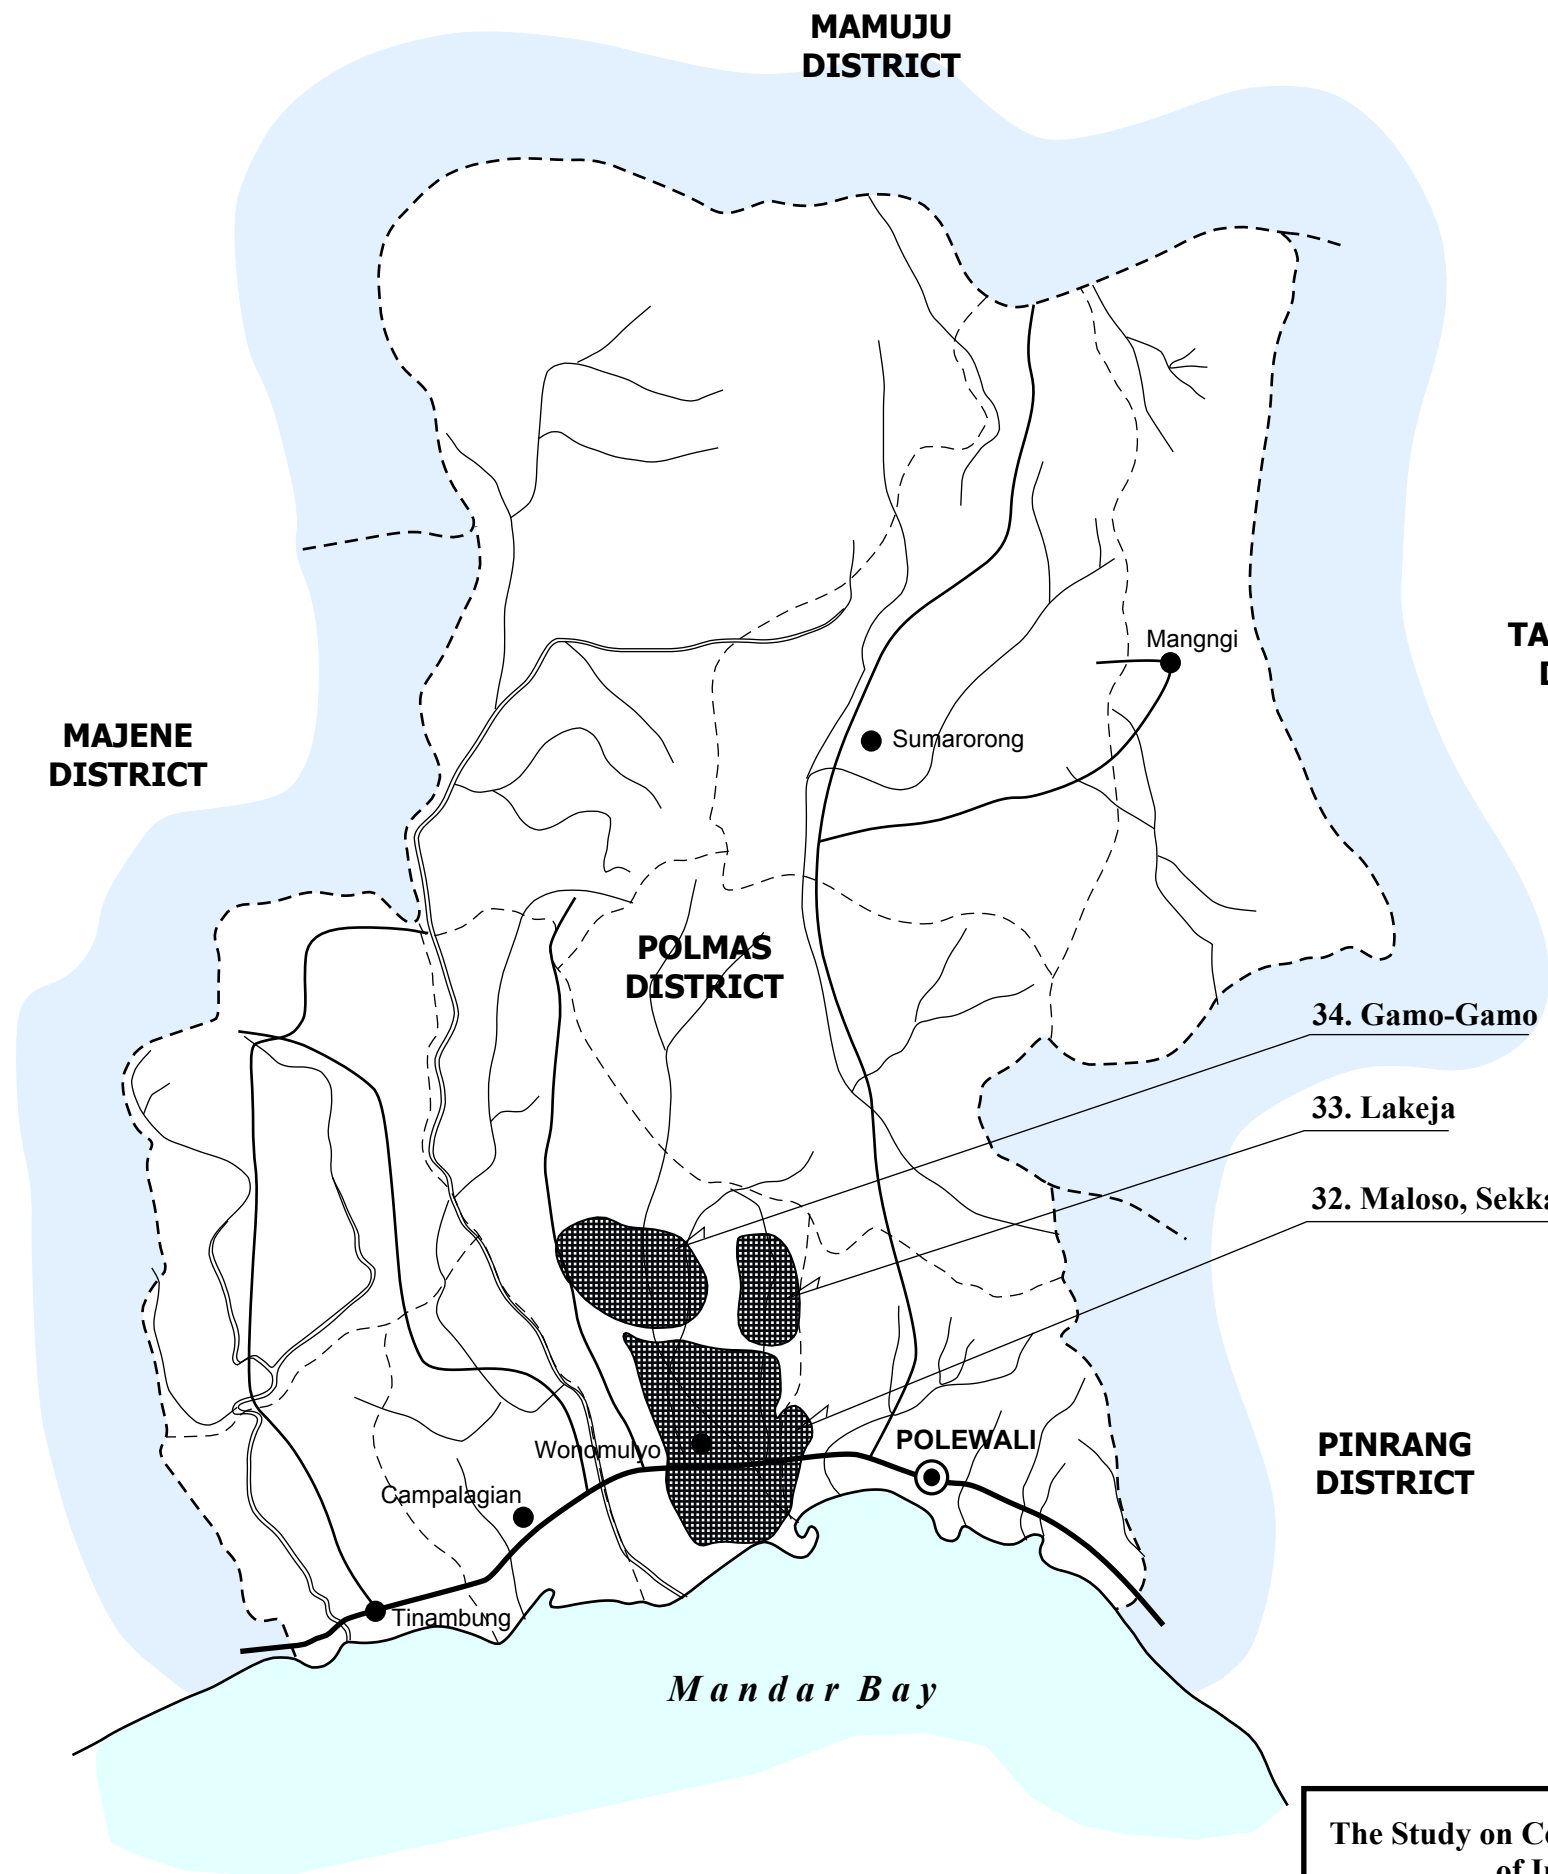 MAMUJU
DISTRICT
Mangngi
Sumarorong
MAJENE
DISTRICT
POLMAS
DISTRICT
34. Gamo-Gamo
33. Lakeja
32. Maloso,
POLEWALI
Wonomulyo
PINRANG
DISTRICT
Campalagian
Tinambung
Mandar Bay
The Study on
of